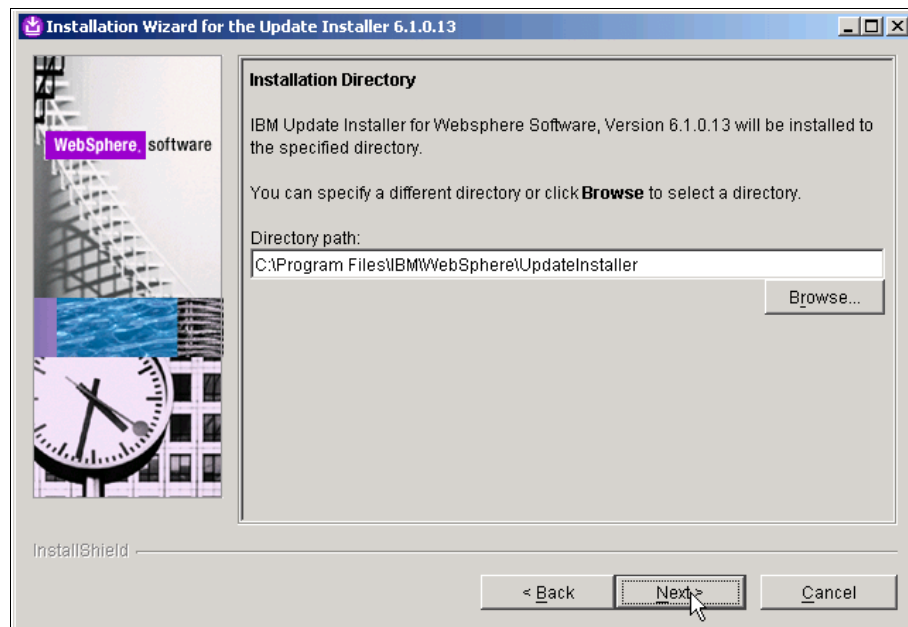 Installation Wizard for the Update Installer 6.1.0.13
WebSphere. software
Installation Directory
IBM Update Installer for Websphere Software, Version 6.1.0.13 will be installed to
the specified directory.
You can specify a different directory or click Browse to select a directory.
Directory path:
C:\Program Files\IBM\WebSphere\UpdateInstaller
Browse...
InstallShield
< Back
Next >
Cancel